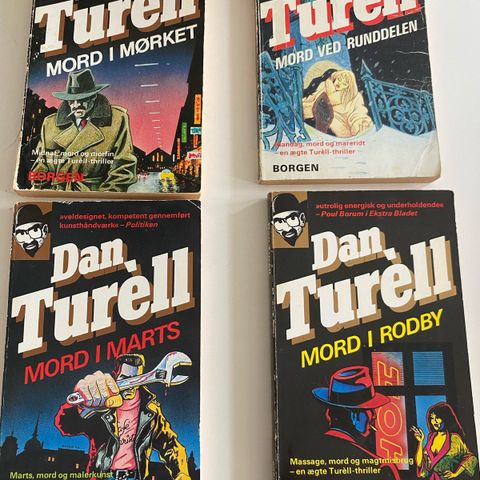 Turèll
MORD I MØRKET
Midnat, mord og morfin
– en ægte Turèll-thriller
BORGEN
Turèll
MORD VED RUNDDELEN
Mandag, mord og mareridt
– en ægte Turèll-thriller
BORGEN
»veldesignet, kompetent gennemført
kunsthåndværk« – Politiken
Dan
Turèll
MORD I MARTS
Marts, mord og malerkunst
»utrolig energisk og underholdende«
– Poul Borum i Ekstra Bladet
Dan
Turèll
MORD I RODBY
HOTE
Massage, mord og magtmisbrug
– en ægte Turèll-thriller